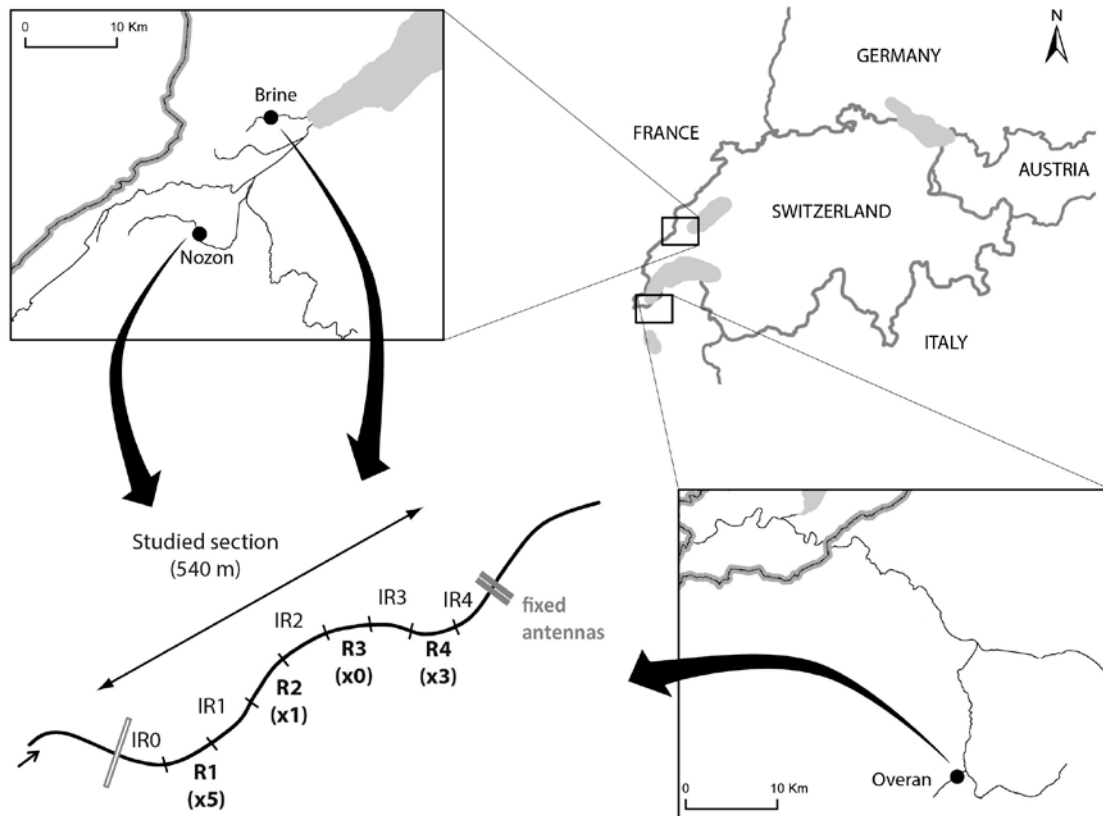 0
10 Km
Brine
Nozon
N
GERMANY
FRANCE
AUSTRIA
SWITZERLAND
ITALY
Studied section
(540 m)
IR0
R1
(x5)
IR1
R2
(x1)
IR2
R3
(x0)
IR3
R4
(x3)
IR4
fixed
antennas
Overan
0
10 Km